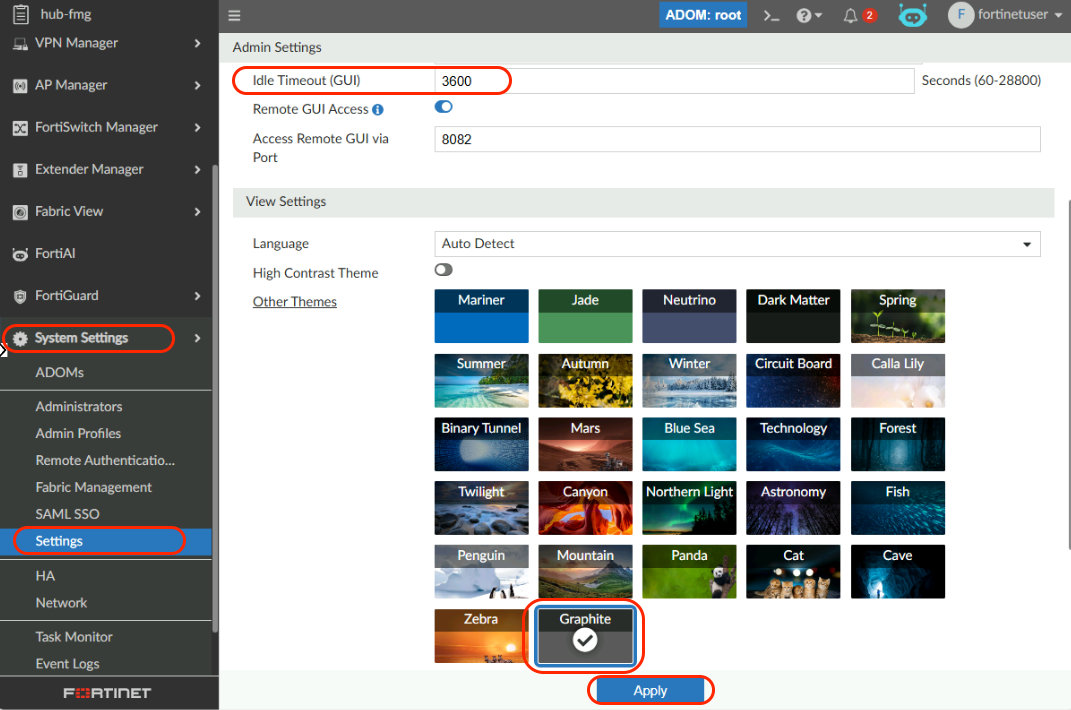 hub-fmg
ADOM: root
2
F
fortinetuser
VPN Manager
AP Manager
FortiSwitch Manager
Extender Manager
Fabric View
FortiAI
FortiGuard
System Settings
ADOMs
Administrators
Admin Profiles
Remote Authenticatio...
Fabric Management
SAML SSO
Settings
HA
Network
Task Monitor
Event Logs
FORTINET
Admin Settings
Idle Timeout (GUI) 3600 Seconds (60-28800)
Remote GUI Access
Access Remote GUI via
Port
8082
View Settings
Language Auto Detect
High Contrast Theme
Other Themes
Mariner Jade Neutrino Dark Matter Spring
Summer Autumn Winter Circuit Board Calla Lily
Binary Tunnel Mars Blue Sea Technology Forest
Twilight Canyon Northern Light Astronomy Fish
Penguin Mountain Panda Cat Cave
Zebra Graphite
Apply